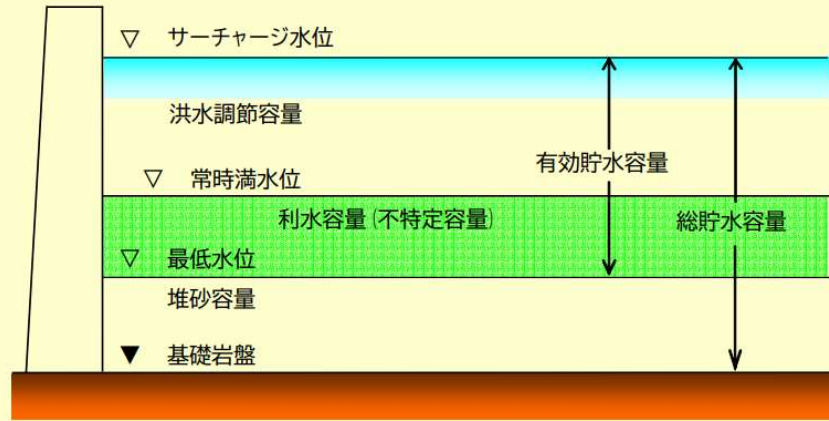 ▽ サーチャージ水位
洪水調節容量
有効貯水容量
▽ 常時満水位
利水容量(不特定容量)
総貯水容量
▽ 最低水位
堆砂容量
▼ 基礎岩盤